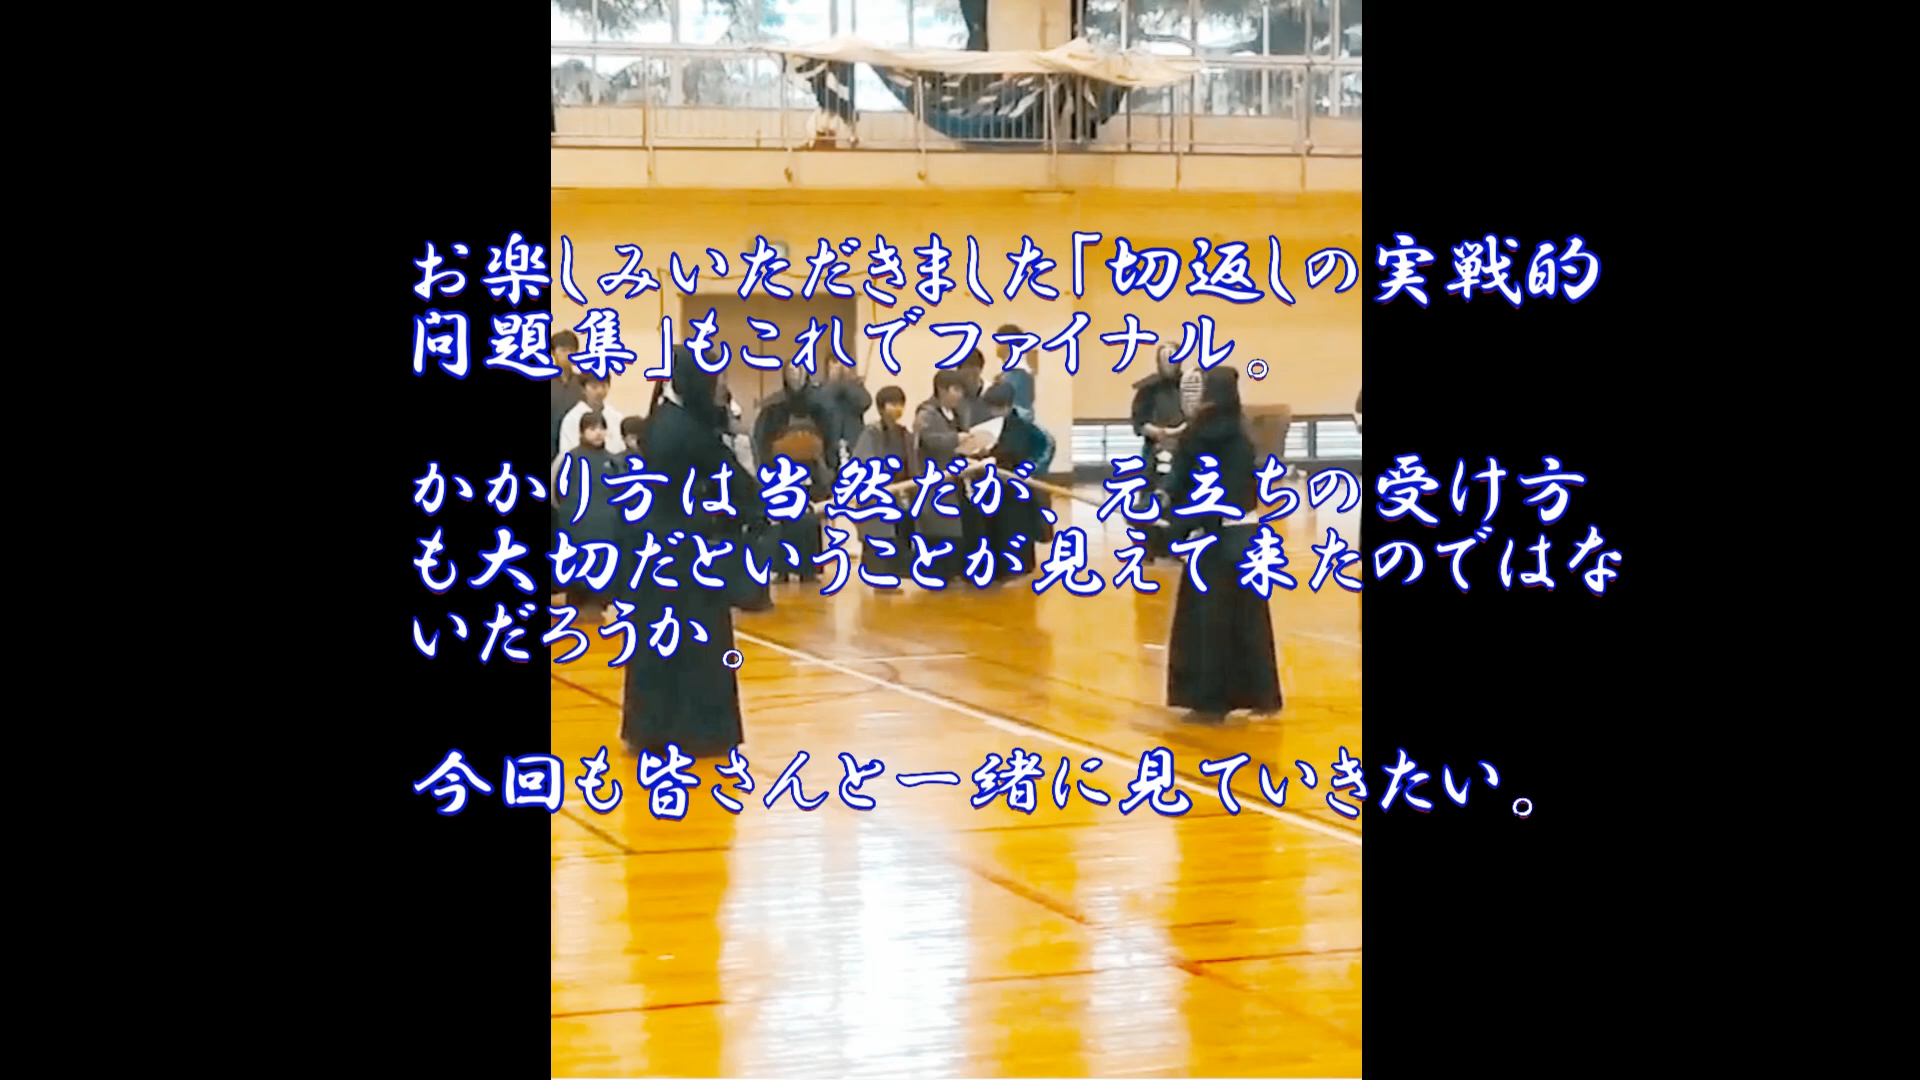 お楽しみいただきました「切返しの実戦的
問題集」もこれでファイナル。
かかり方は当然だが、元立ちの受け方
も大切だということが見えて来たのではな
いだろうか。
今回も皆さんと一緒に見ていきたい。